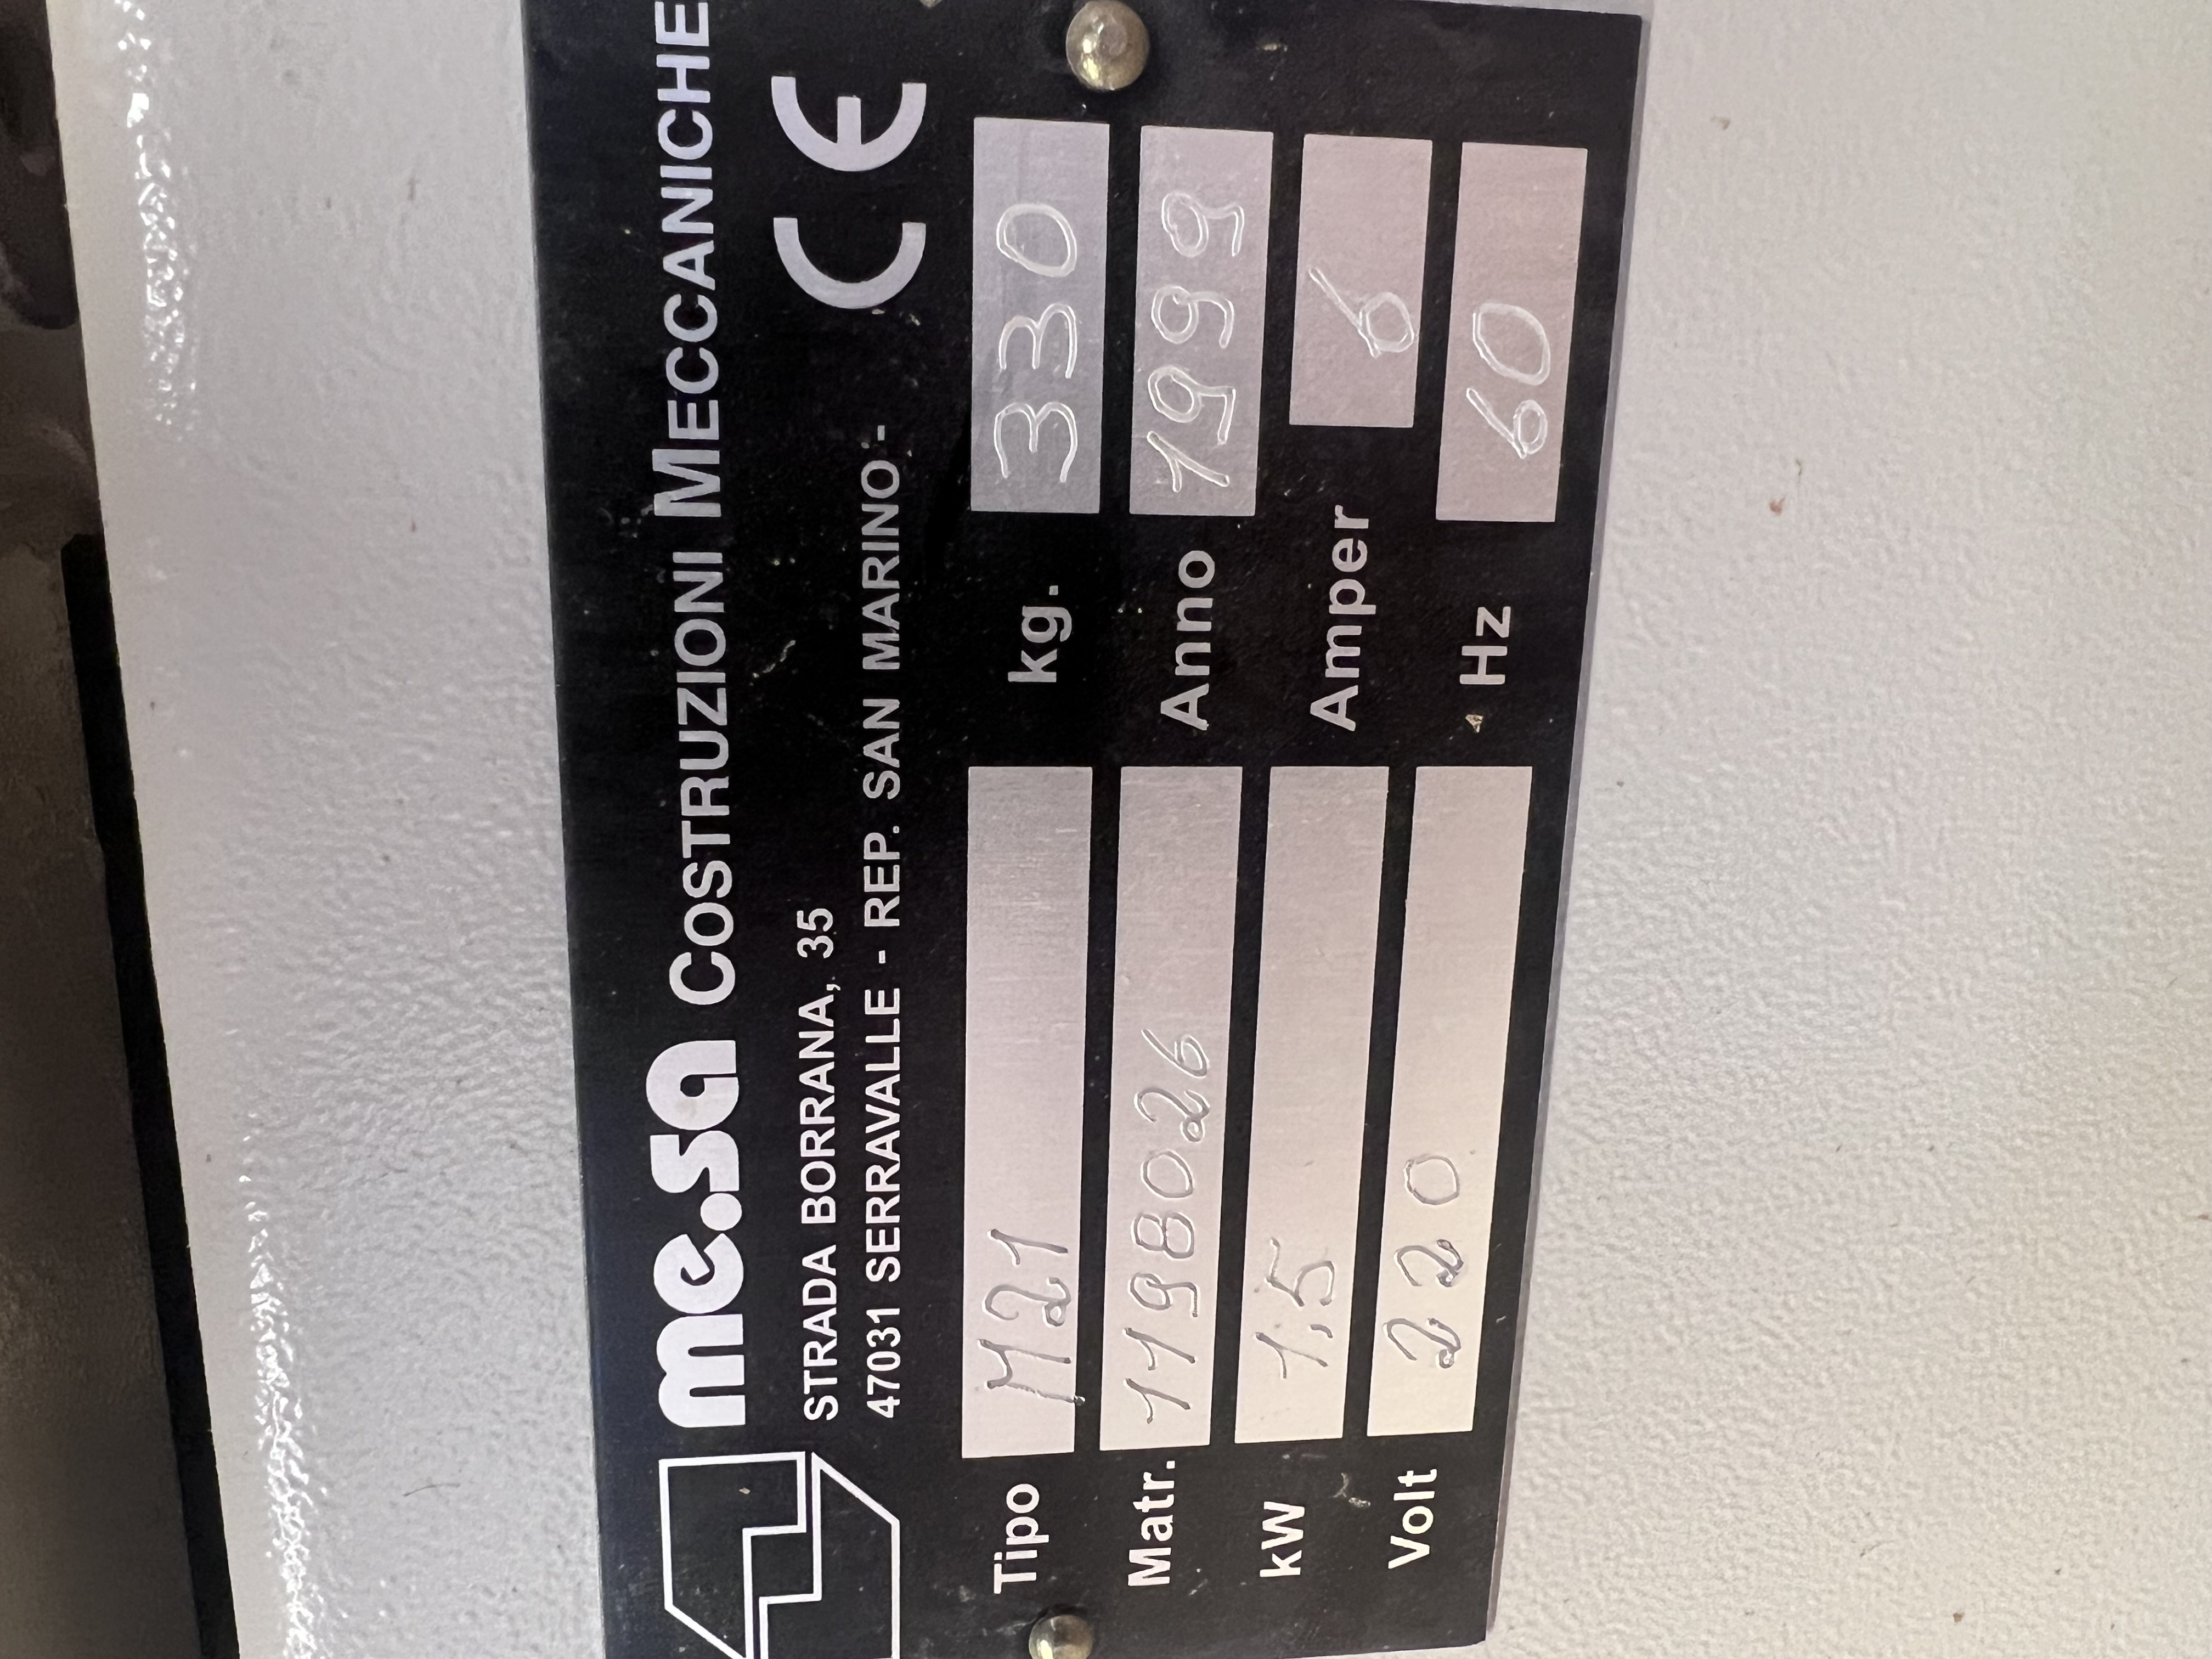 me.sa COSTRUZIONI MECCANICHE
STRADA BORRANA, 35
47031 SERRAVALLE - REP. SAN MARINO - CE
Tipo M21 kg. 330
Matr. 1198026 Anno 1999
kW 1,5 Amper 6
Volt 220 Hz 60